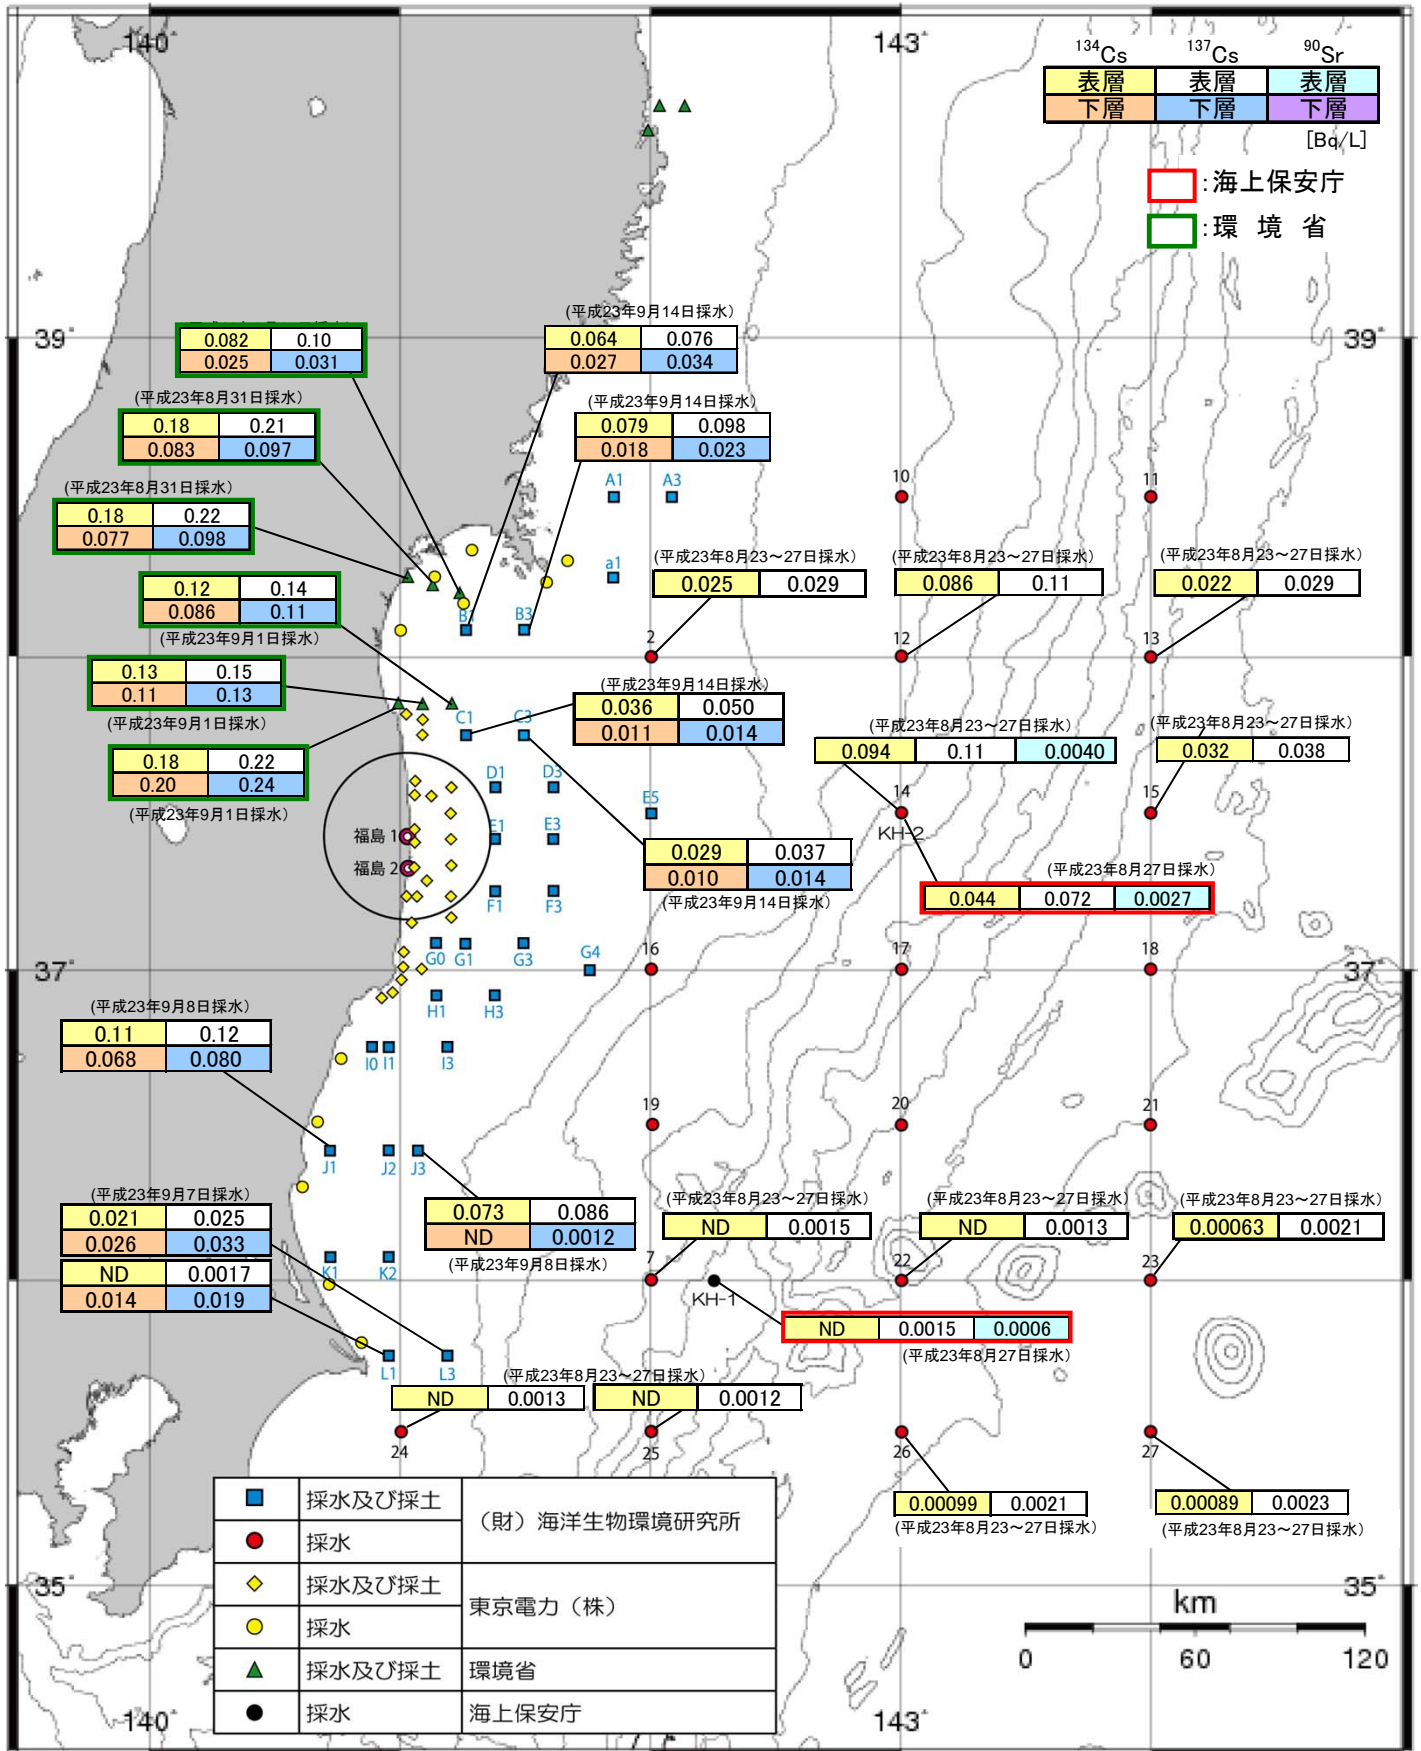 140°
143°
134Cs 137Cs 90Sr
表層 表層 表層
下層 下層 下層
[Bq/L]
:海上保安庁
:環 境 省
39°
39°
(平成23年9月14日採水)
0.082 0.10
0.025 0.031
0.064 0.076
0.027 0.034
(平成23年8月31日採水)
0.18 0.21
0.083 0.097
(平成23年9月14日採水)
0.079 0.098
0.018 0.023
(平成23年8月31日採水)
0.18 0.22
0.077 0.098
A1
A3
10
11
a1
(平成23年8月23～27日採水)
0.025 0.029
(平成23年8月23～27日採水)
0.086 0.11
(平成23年8月23～27日採水)
0.022 0.029
0.12 0.14
0.086 0.11
(平成23年9月1日採水)
B3
2
12
13
0.13 0.15
0.11 0.13
(平成23年9月1日採水)
C1
C3
(平成23年9月14日採水)
0.036 0.050
0.011 0.014
0.18 0.22
0.20 0.24
(平成23年9月1日採水)
(平成23年8月23～27日採水)
0.094 0.11 0.0040
(平成23年8月23～27日採水)
0.032 0.038
D1
D3
E5
14
15
KH-2
福島 1
福島 2
E1
E3
0.029 0.037
0.010 0.014
(平成23年9月14日採水)
(平成23年8月27日採水)
0.044 0.072 0.0027
F1
F3
G0
G1
G3
G4
16
17
18
37°
37°
H1
H3
(平成23年9月8日採水)
0.11 0.12
0.068 0.080
I0
I1
I3
19
20
21
J1
J2
J3
(平成23年9月7日採水)
0.021 0.025
0.026 0.033
ND 0.0017
0.014 0.019
0.073 0.086
ND 0.0012
(平成23年9月8日採水)
(平成23年8月23～27日採水)
ND 0.0015
(平成23年8月23～27日採水)
ND 0.0013
(平成23年8月23～27日採水)
0.00063 0.0021
K1
K2
7
KH-1
22
23
ND 0.0015 0.0006
(平成23年8月27日採水)
L1
L3
(平成23年8月23～27日採水)
ND 0.0013
ND 0.0012
24
25
26
27
0.00099 0.0021
(平成23年8月23～27日採水)
0.00089 0.0023
(平成23年8月23～27日採水)
採水及び採土
（財）海洋生物環境研究所
採水
採水及び採土
東京電力（株）
採水
採水及び採土 環境省
採水 海上保安庁
35°
35°
km
0 60 120
140°
143°